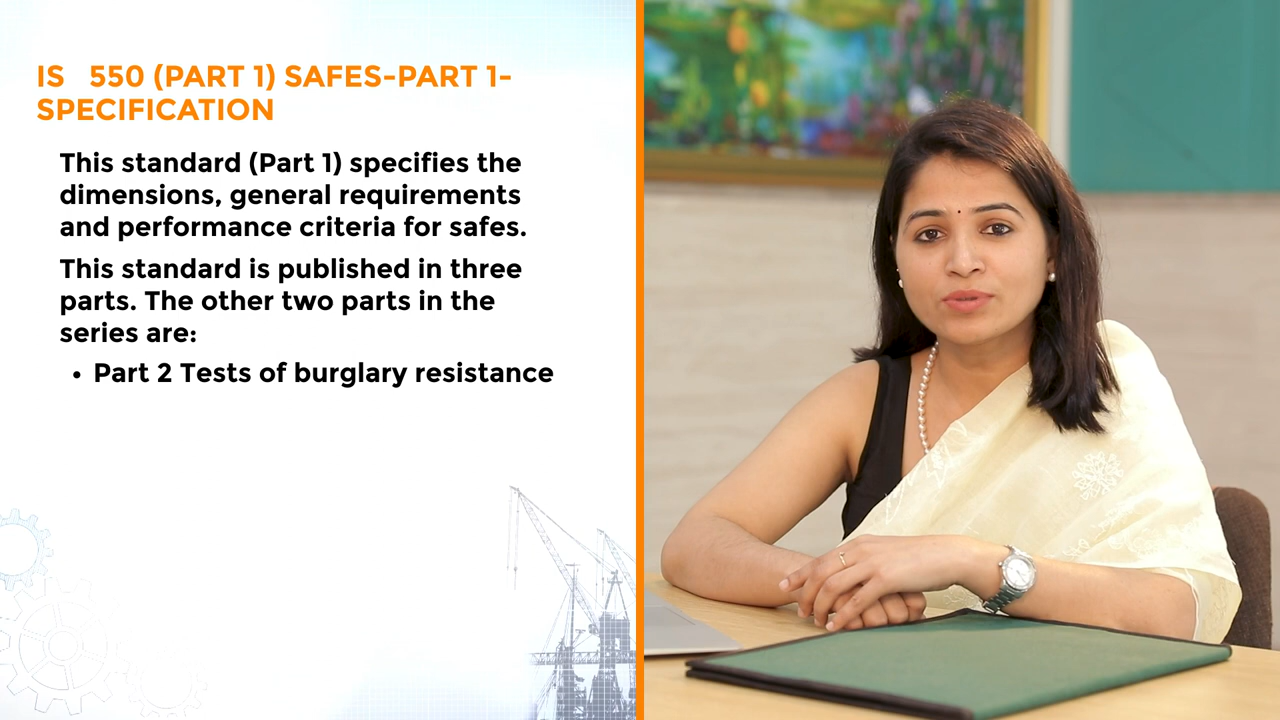 IS 550 (PART 1) SAFES-PART 1-
SPECIFICATION
This standard (Part 1) specifies the
dimensions, general requirements
and performance criteria for safes.
This standard is published in three
parts. The other two parts in the
series are:
• Part 2 Tests of burglary resistance